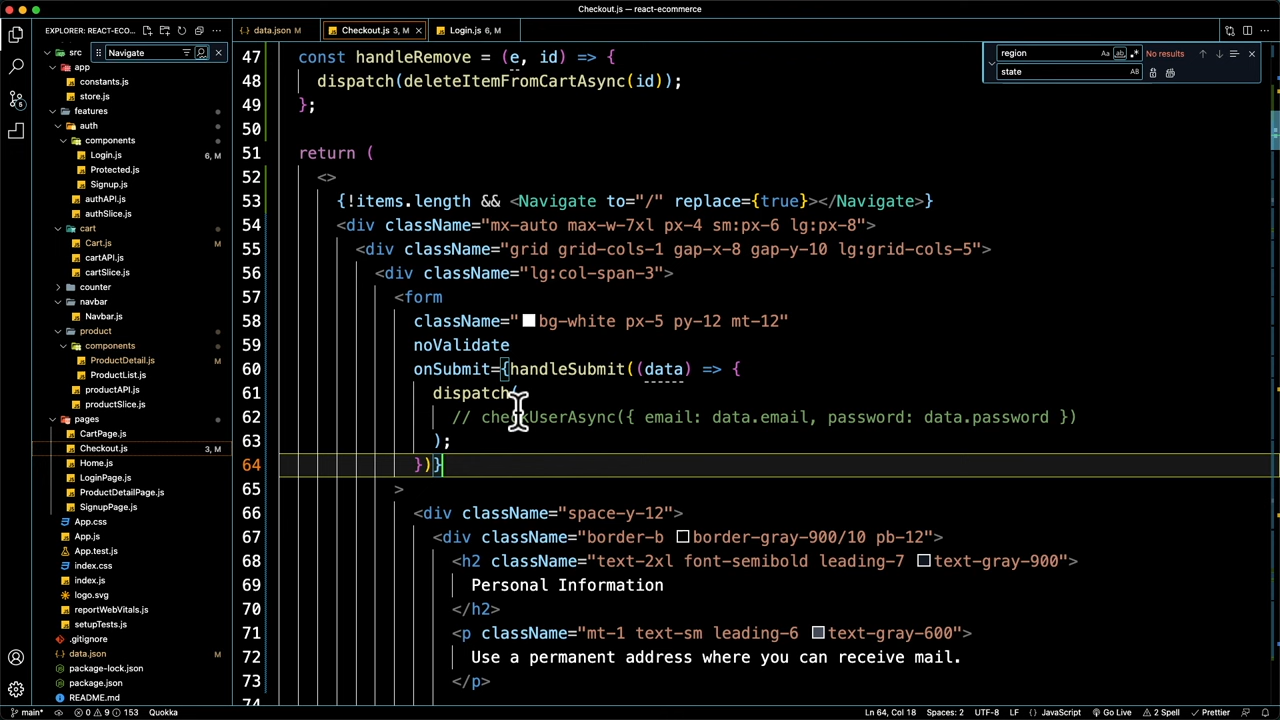 Checkout.js — react-ecommerce
EXPLORER: REACT-ECO...
data.json M
Checkout.js 3, M
Login.js 6, M
Navigate
region
Aa
ab
No results
state
AB
src
app
constants.js
store.js
features
auth
components
Login.js 6, M
Protected.js
Signup.js
authAPI.js
authSlice.js
cart
Cart.js M
cartAPI.js
cartSlice.js
counter
navbar
Navbar.js
product
components
ProductDetail.js M
ProductList.js
productAPI.js
productSlice.js
pages
CartPage.js
Checkout.js 3, M
Home.js
LoginPage.js
ProductDetailPage.js
SignupPage.js
App.css
App.js
App.test.js
index.css
index.js
logo.svg
reportWebVitals.js
setupTests.js
.gitignore
data.json M
package-lock.json
package.json
README.md
47 const handleRemove = (e, id) => {
48 dispatch(deleteItemFromCartAsync(id));
49 };
50
51 return (
52 <>
53 {!items.length && <Navigate to="/" replace={true}></Navigate>}
54 <div className="mx-auto max-w-7xl px-4 sm:px-6 lg:px-8">
55 <div className="grid grid-cols-1 gap-x-8 gap-y-10 lg:grid-cols-5">
56 <div className="lg:col-span-3">
57 <form
58 className="bg-white px-5 py-12 mt-12"
59 noValidate
60 onSubmit={handleSubmit((data) => {
61 dispatch(
62 // checkUserAsync({ email: data.email, password: data.password })
63 );
64 })}
65 >
66 <div className="space-y-12">
67 <div className="border-b border-gray-900/10 pb-12">
68 <h2 className="text-2xl font-semibold leading-7 text-gray-900">
69 Personal Information
70 </h2>
71 <p className="mt-1 text-sm leading-6 text-gray-600">
72 Use a permanent address where you can receive mail.
73 </p>
74
main* 0 9 153 Quokka
Ln 64, Col 18 Spaces: 2 UTF-8 LF JavaScript Go Live 2 Spell Prettier